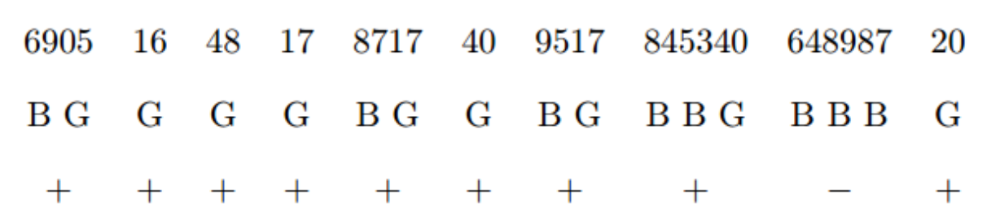 6905 16 48 17 8717 40 9517 845340 648987 20
B G G G G B G G B G B B G B B B G
+ + + + + + + + − +